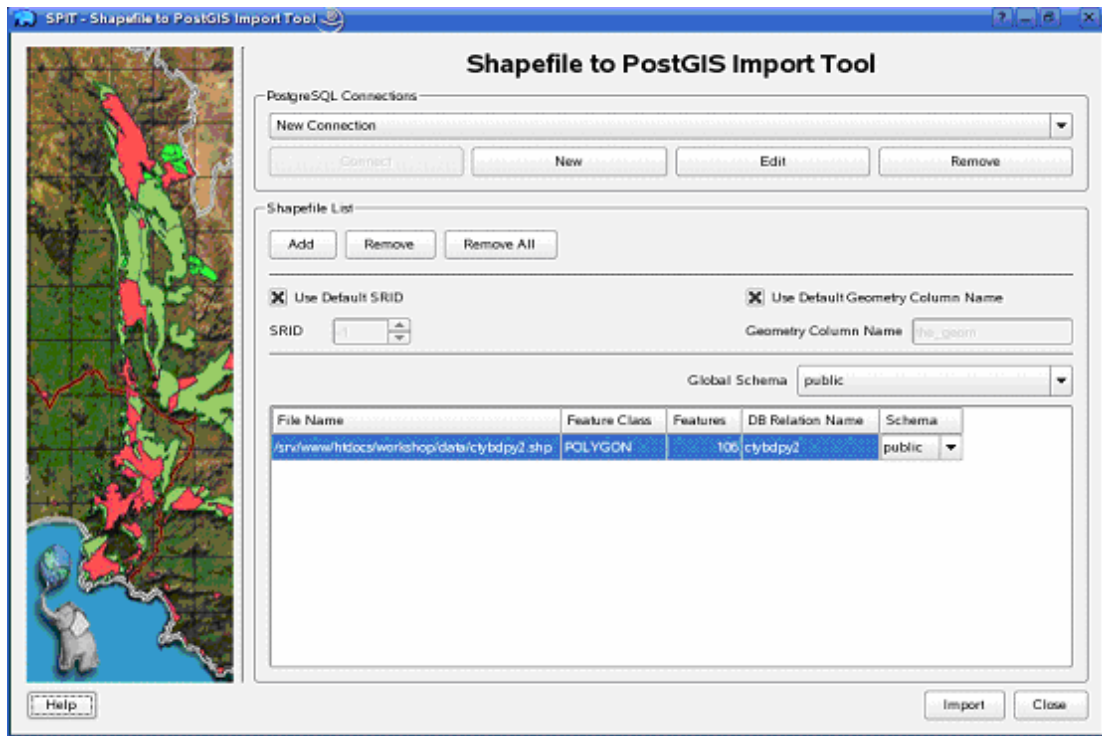 SPIT - Shapefile to PostGIS Import Tool
Shapefile to PostGIS Import Tool
PostgreSQL Connections
New Connection
Connect New Edit Remove
Shapefile List
Add Remove Remove All
Use Default SRID Use Default Geometry Column Name
SRID -1 Geometry Column Name the_geom
Global Schema public
File Name Feature Class Features DB Relation Name Schema
/srv/www/htdocs/workshop/data/ctybdpy2.shp POLYGON 106 ctybdpy2 public
Help Import Close